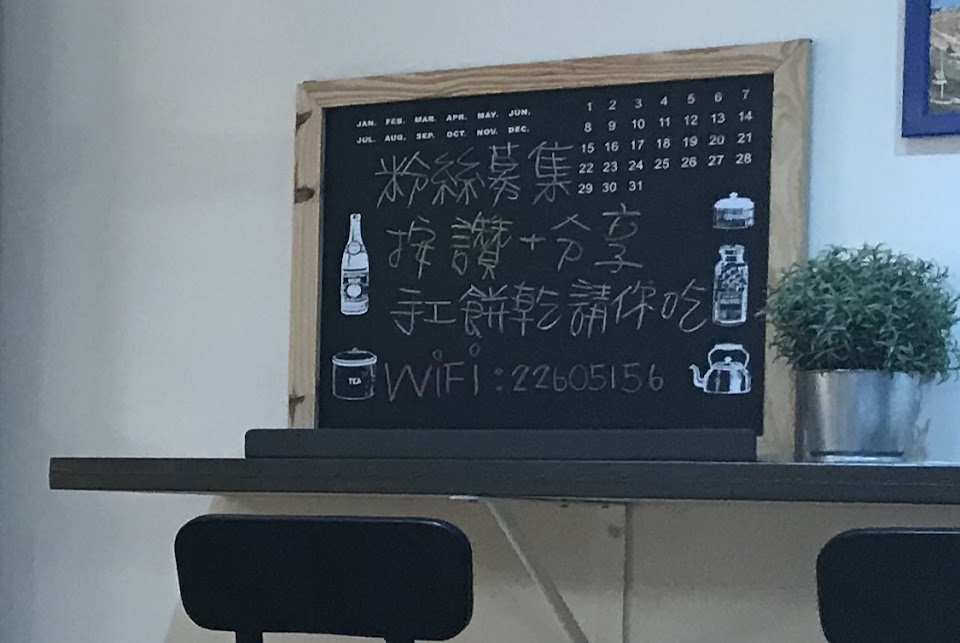 JAN. FEB. MAR. APR. MAY. JUN.
JUL. AUG. SEP. OCT. NOV. DEC.
1 2 3 4 5 6 7
8 9 10 11 12 13 14
15 16 17 18 19 20 21
22 23 24 25 26 27 28
29 30 31
粉絲募集
按讚+分享
手工餅乾請你吃
TEA
WiFi:22605156